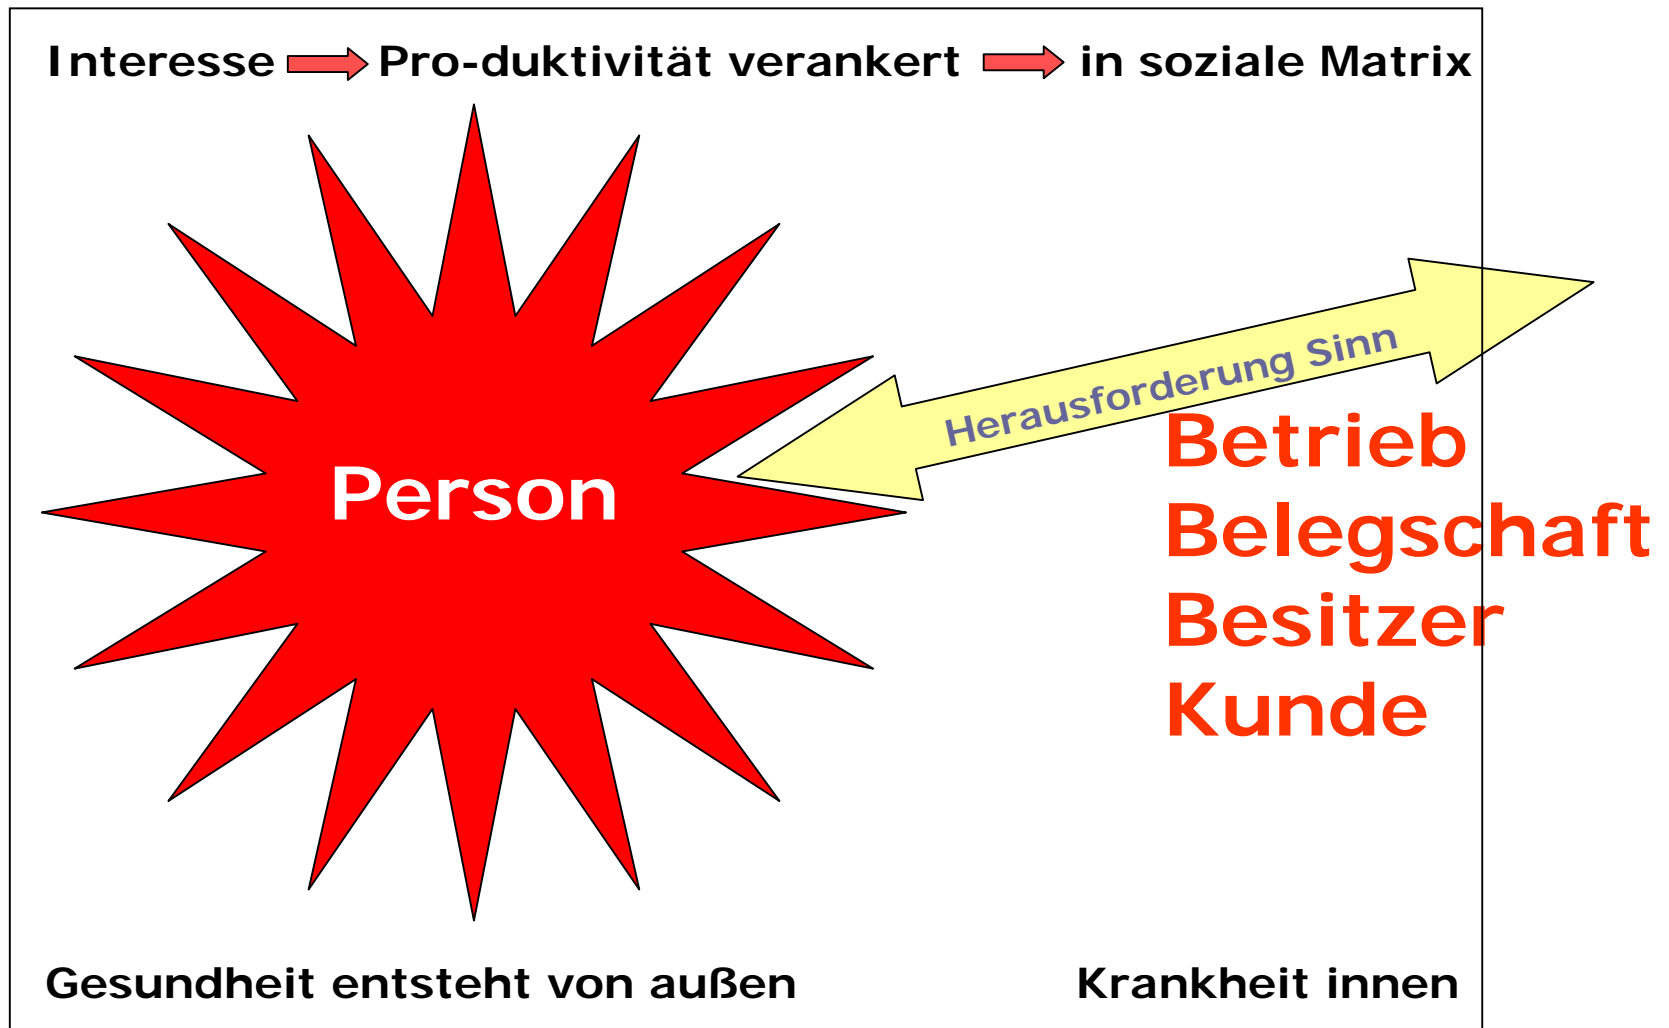 Interesse Pro-duktivität verankert in soziale Matrix
Herausforderung Sinn
Person
Betrieb
Belegschaft
Besitzer
Kunde
Gesundheit entsteht von außen Krankheit innen